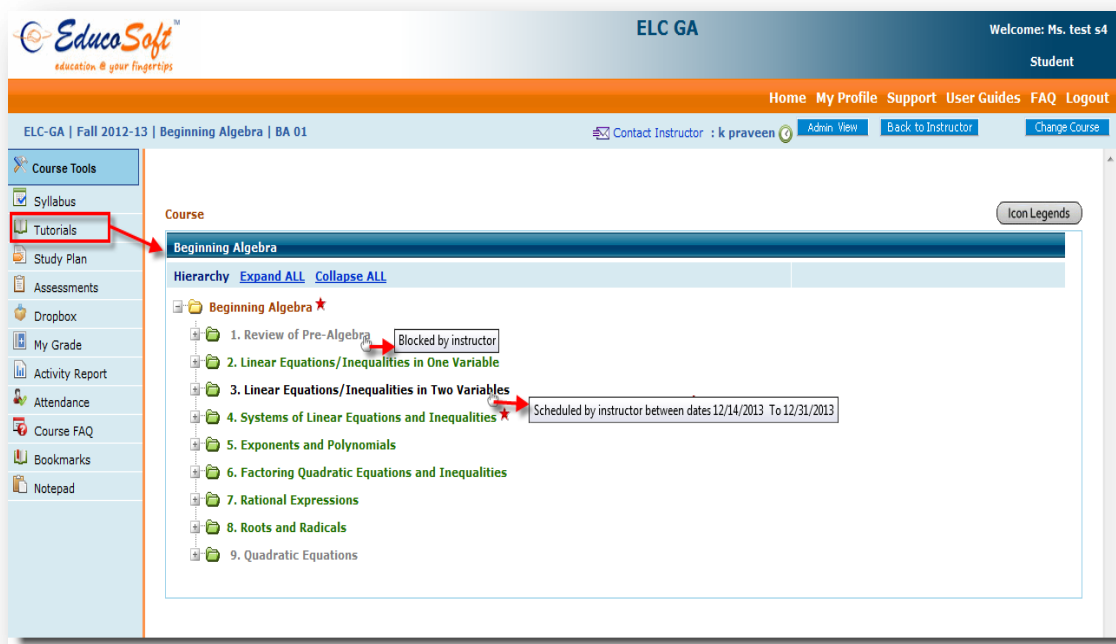 EducoSoft™
education @ your fingertips
ELC GA
Welcome: Ms. test s4
Student
Home My Profile Support User Guides FAQ Logout
ELC-GA | Fall 2012-13 | Beginning Algebra | BA 01
Contact Instructor : k praveen
Admin View
Back to Instructor
Change Course
Course Tools
Syllabus
Tutorials
Study Plan
Assessments
Dropbox
My Grade
Activity Report
Attendance
Course FAQ
Bookmarks
Notepad
Course
Icon Legends
Beginning Algebra
Hierarchy Expand ALL Collapse ALL
Beginning Algebra
1. Review of Pre-Algebra
Blocked by instructor
2. Linear Equations/Inequalities in One Variable
3. Linear Equations/Inequalities in Two Variables
Scheduled by instructor between dates 12/14/2013 To 12/31/2013
4. Systems of Linear Equations and Inequalities
5. Exponents and Polynomials
6. Factoring Quadratic Equations and Inequalities
7. Rational Expressions
8. Roots and Radicals
9. Quadratic Equations